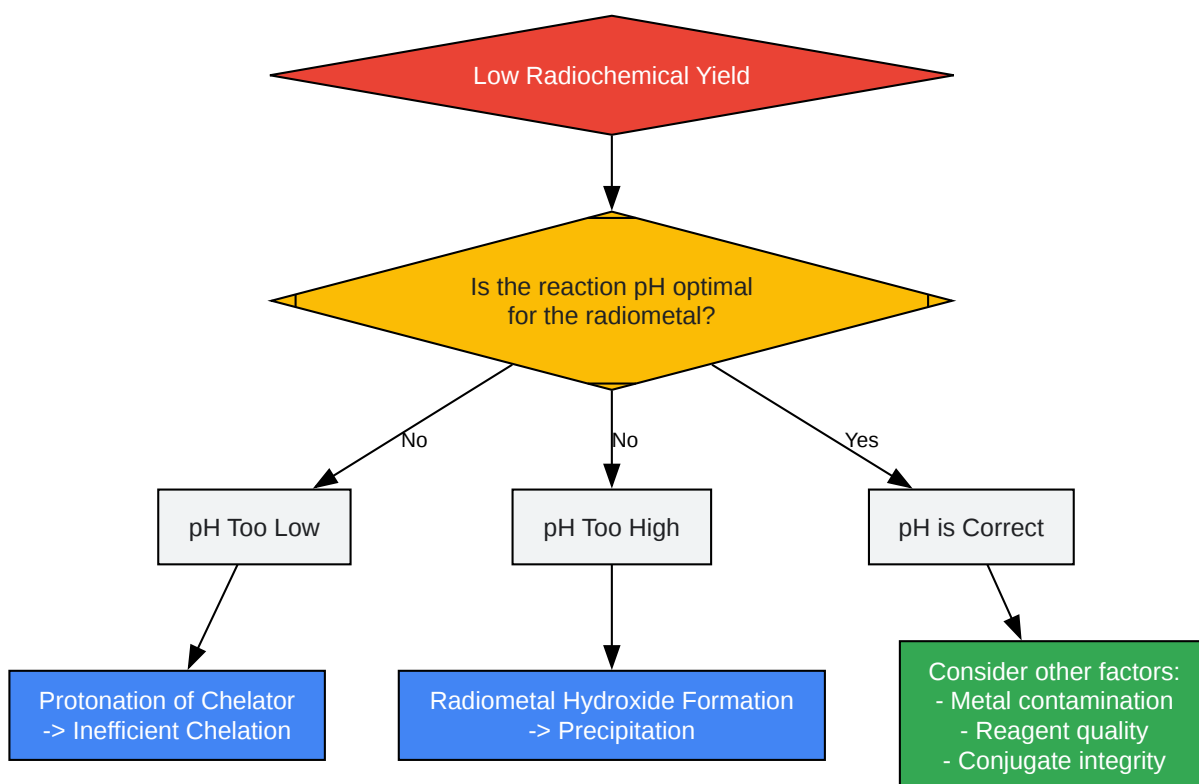 Low Radiochemical Yield
Is the reaction pH optimal
for the radiometal?
No
No
Yes
pH Too Low
pH Too High
pH is Correct
Protonation of Chelator
-> Inefficient Chelation
Radiometal Hydroxide Formation
-> Precipitation
Consider other factors:
- Metal contamination
- Reagent quality
- Conjugate integrity